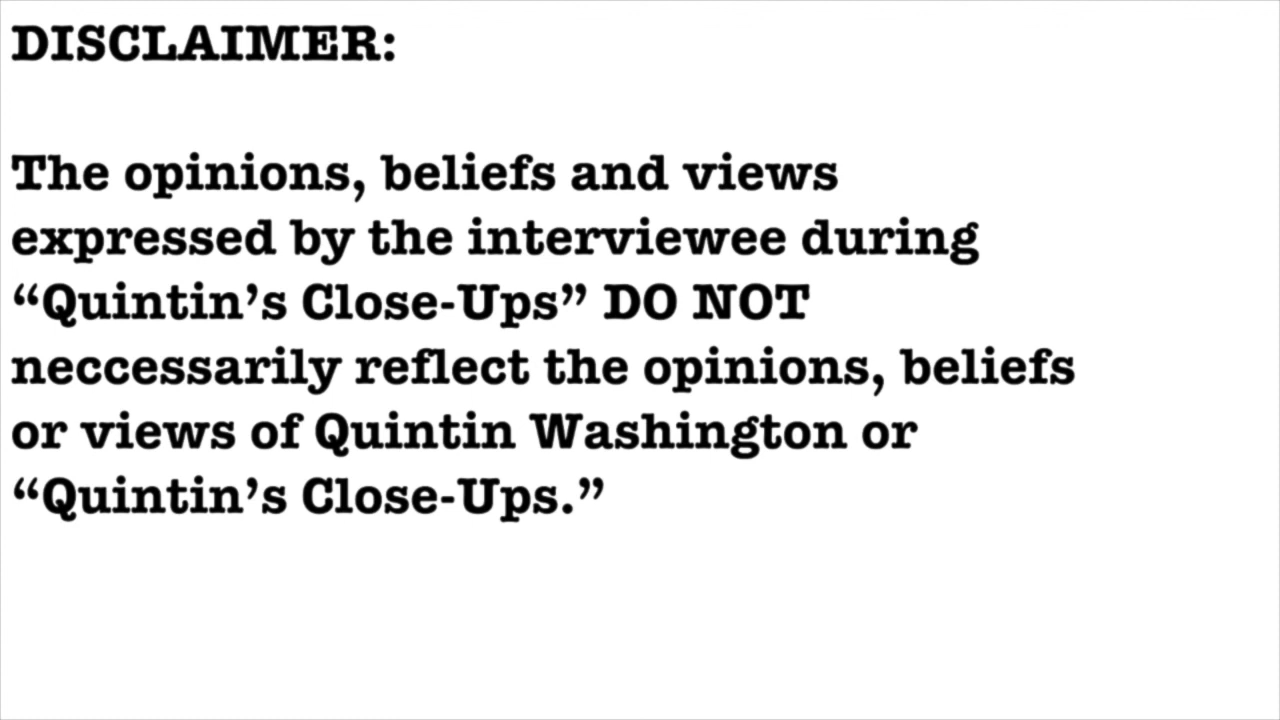 DISCLAIMER:
The opinions, beliefs and views
expressed by the interviewee during
“Quintin’s Close-Ups” DO NOT
neccessarily reflect the opinions, beliefs
or views of Quintin Washington or
“Quintin’s Close-Ups.”